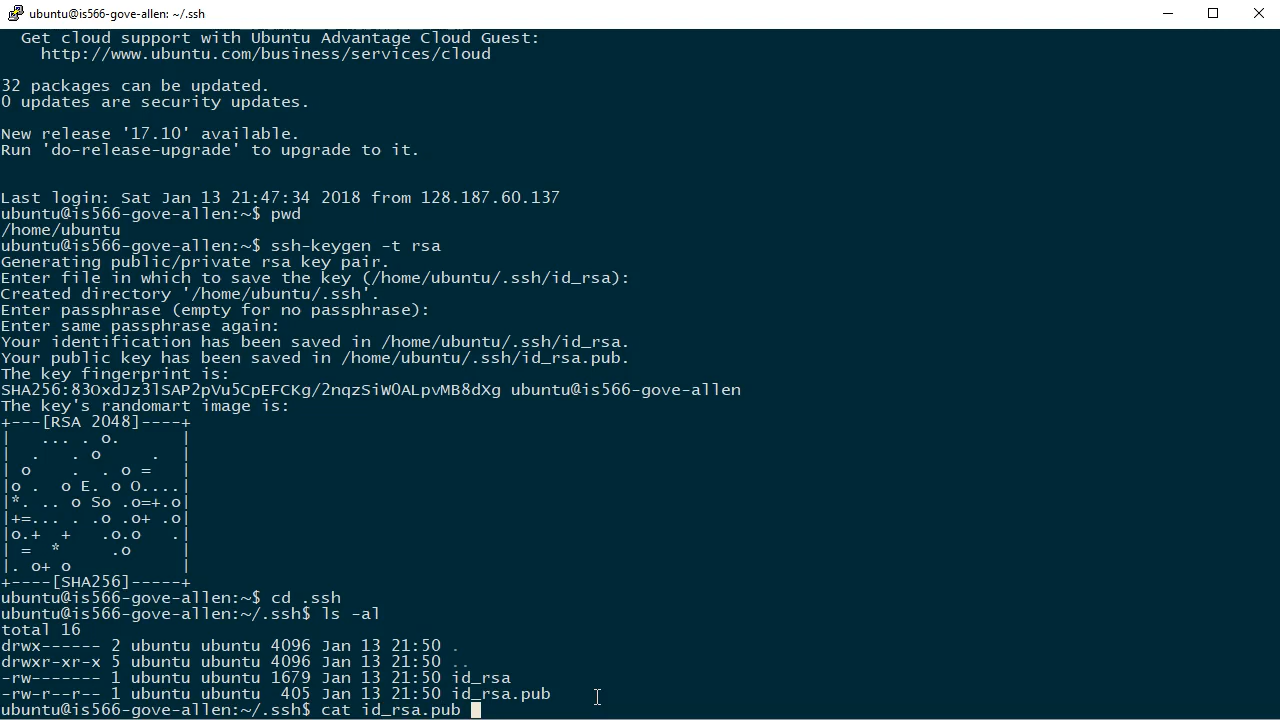 ubuntu@is566-gove-allen: ~/.ssh
Get cloud support with Ubuntu Advantage Cloud Guest:
http://www.ubuntu.com/business/services/cloud
32 packages can be updated.
0 updates are security updates.
New release '17.10' available.
Run 'do-release-upgrade' to upgrade to it.
Last login: Sat Jan 13 21:47:34 2018 from 128.187.60.137
ubuntu@is566-gove-allen:~$ pwd
/home/ubuntu
ubuntu@is566-gove-allen:~$ ssh-keygen -t rsa
Generating public/private rsa key pair.
Enter file in which to save the key (/home/ubuntu/.ssh/id_rsa):
Created directory '/home/ubuntu/.ssh'.
Enter passphrase (empty for no passphrase):
Enter same passphrase again:
Your identification has been saved in /home/ubuntu/.ssh/id_rsa.
Your public key has been saved in /home/ubuntu/.ssh/id_rsa.pub.
The key fingerprint is:
SHA256:83OxdJz3lSAP2pVu5CpEFCKg/2nqzSiW0ALpvMB8dXg ubuntu@is566-gove-allen
The key's randomart image is:
+---[RSA 2048]----+
|   ... . o.      |
|  .   . o     .  |
| o    .  . o =   |
|o .  o E. o O....|
|*. .. o So .o=+.o|
|+=... . .o .o+ .o|
|o.+  +   .o.o   .|
| =  *     .o     |
|. o+ o           |
+----[SHA256]-----+
ubuntu@is566-gove-allen:~$ cd .ssh
ubuntu@is566-gove-allen:~/.ssh$ ls -al
total 16
drwx------ 2 ubuntu ubuntu 4096 Jan 13 21:50 .
drwxr-xr-x 5 ubuntu ubuntu 4096 Jan 13 21:50 ..
-rw------- 1 ubuntu ubuntu 1679 Jan 13 21:50 id_rsa
-rw-r--r-- 1 ubuntu ubuntu  405 Jan 13 21:50 id_rsa.pub
ubuntu@is566-gove-allen:~/.ssh$ cat id_rsa.pub